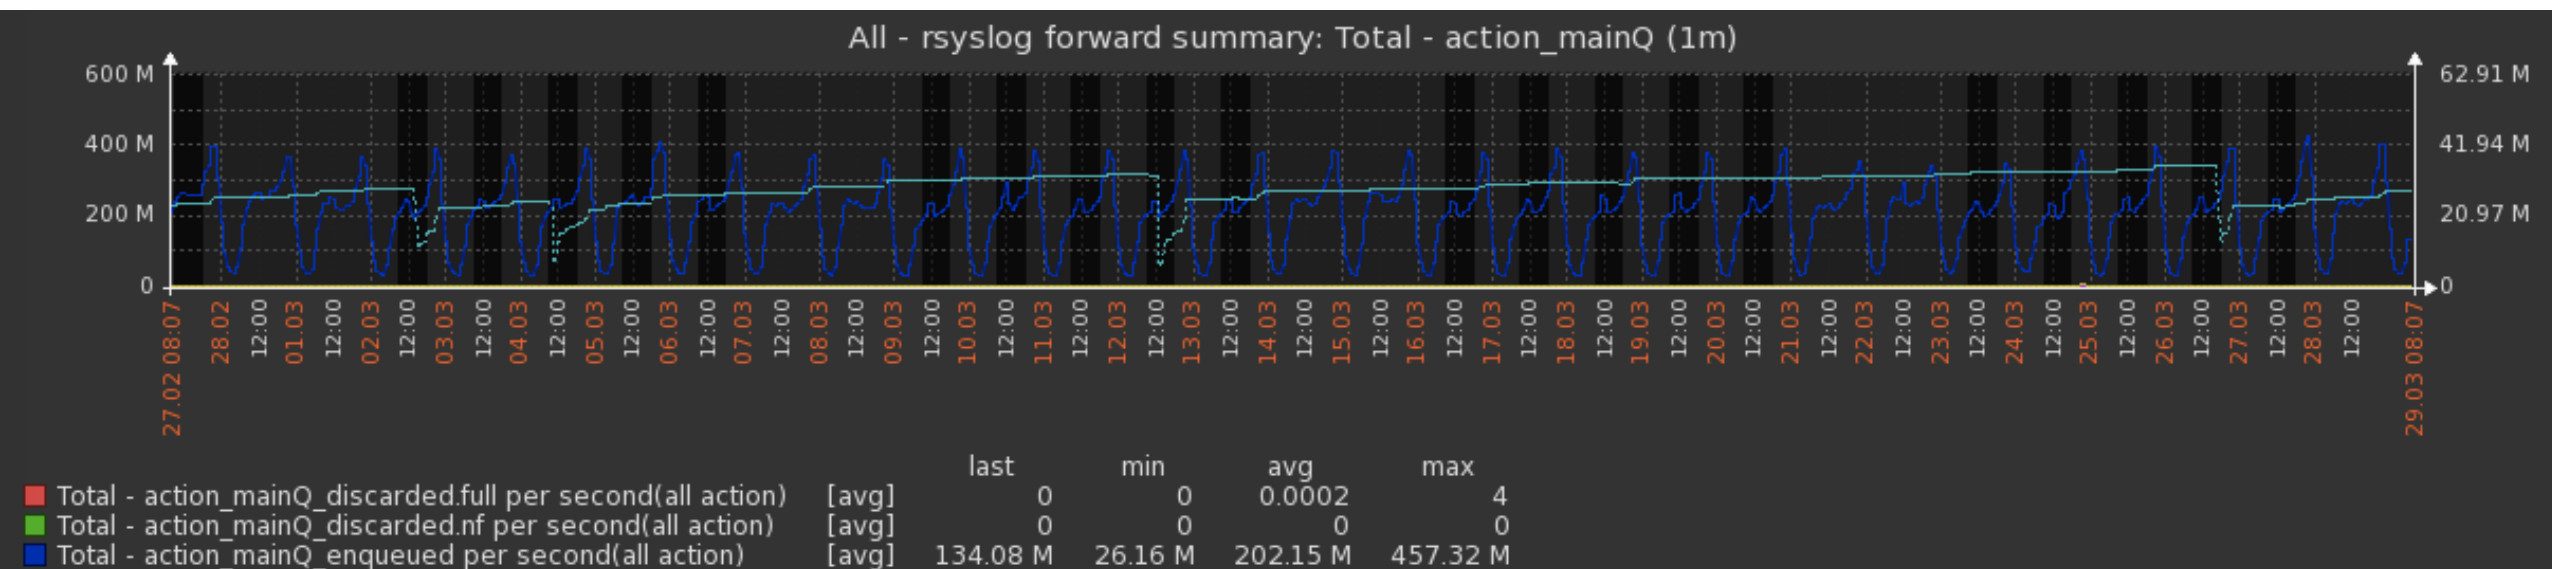 All - rsyslog forward summary: Total - action_mainQ (1m)
600 M 62.91 M
400 M 41.94 M
200 M 20.97 M
0 0
27.02 08:07 28.02 12:00 01.03 12:00 02.03 12:00 03.03 12:00 04.03 12:00 05.03 12:00 06.03 12:00 07.03 12:00 08.03 12:00 09.03 12:00 10.03 12:00 11.03 12:00 12.03 12:00 13.03 12:00 14.03 12:00 15.03 12:00 16.03 12:00 17.03 12:00 18.03 12:00 19.03 12:00 20.03 12:00 21.03 12:00 22.03 12:00 23.03 12:00 24.03 12:00 25.03 12:00 26.03 12:00 27.03 12:00 28.03 12:00 29.03 08:07
last min avg max
Total - action_mainQ_discarded.full per second(all action) [avg] 0 0 0.0002 4
Total - action_mainQ_discarded.nf per second(all action) [avg] 0 0 0 0
Total - action_mainQ_enqueued per second(all action) [avg] 134.08 M 26.16 M 202.15 M 457.32 M